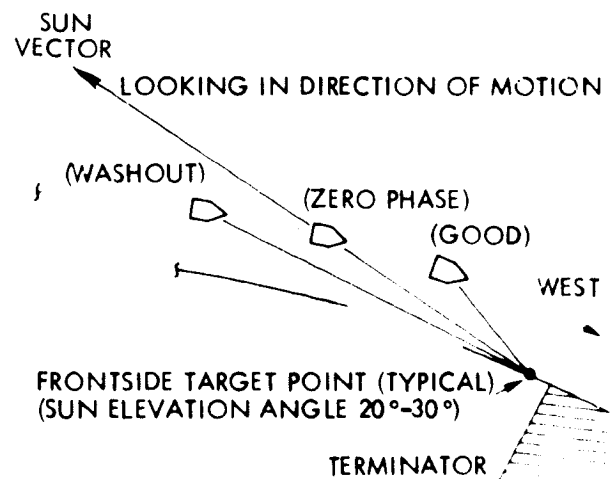 SUN
VECTOR
LOOKING IN DIRECTION OF MOTION
(WASHOUT)
(ZERO PHASE)
(GOOD)
WEST
FRONTSIDE TARGET POINT (TYPICAL)
(SUN ELEVATION ANGLE 20°-30°)
TERMINATOR